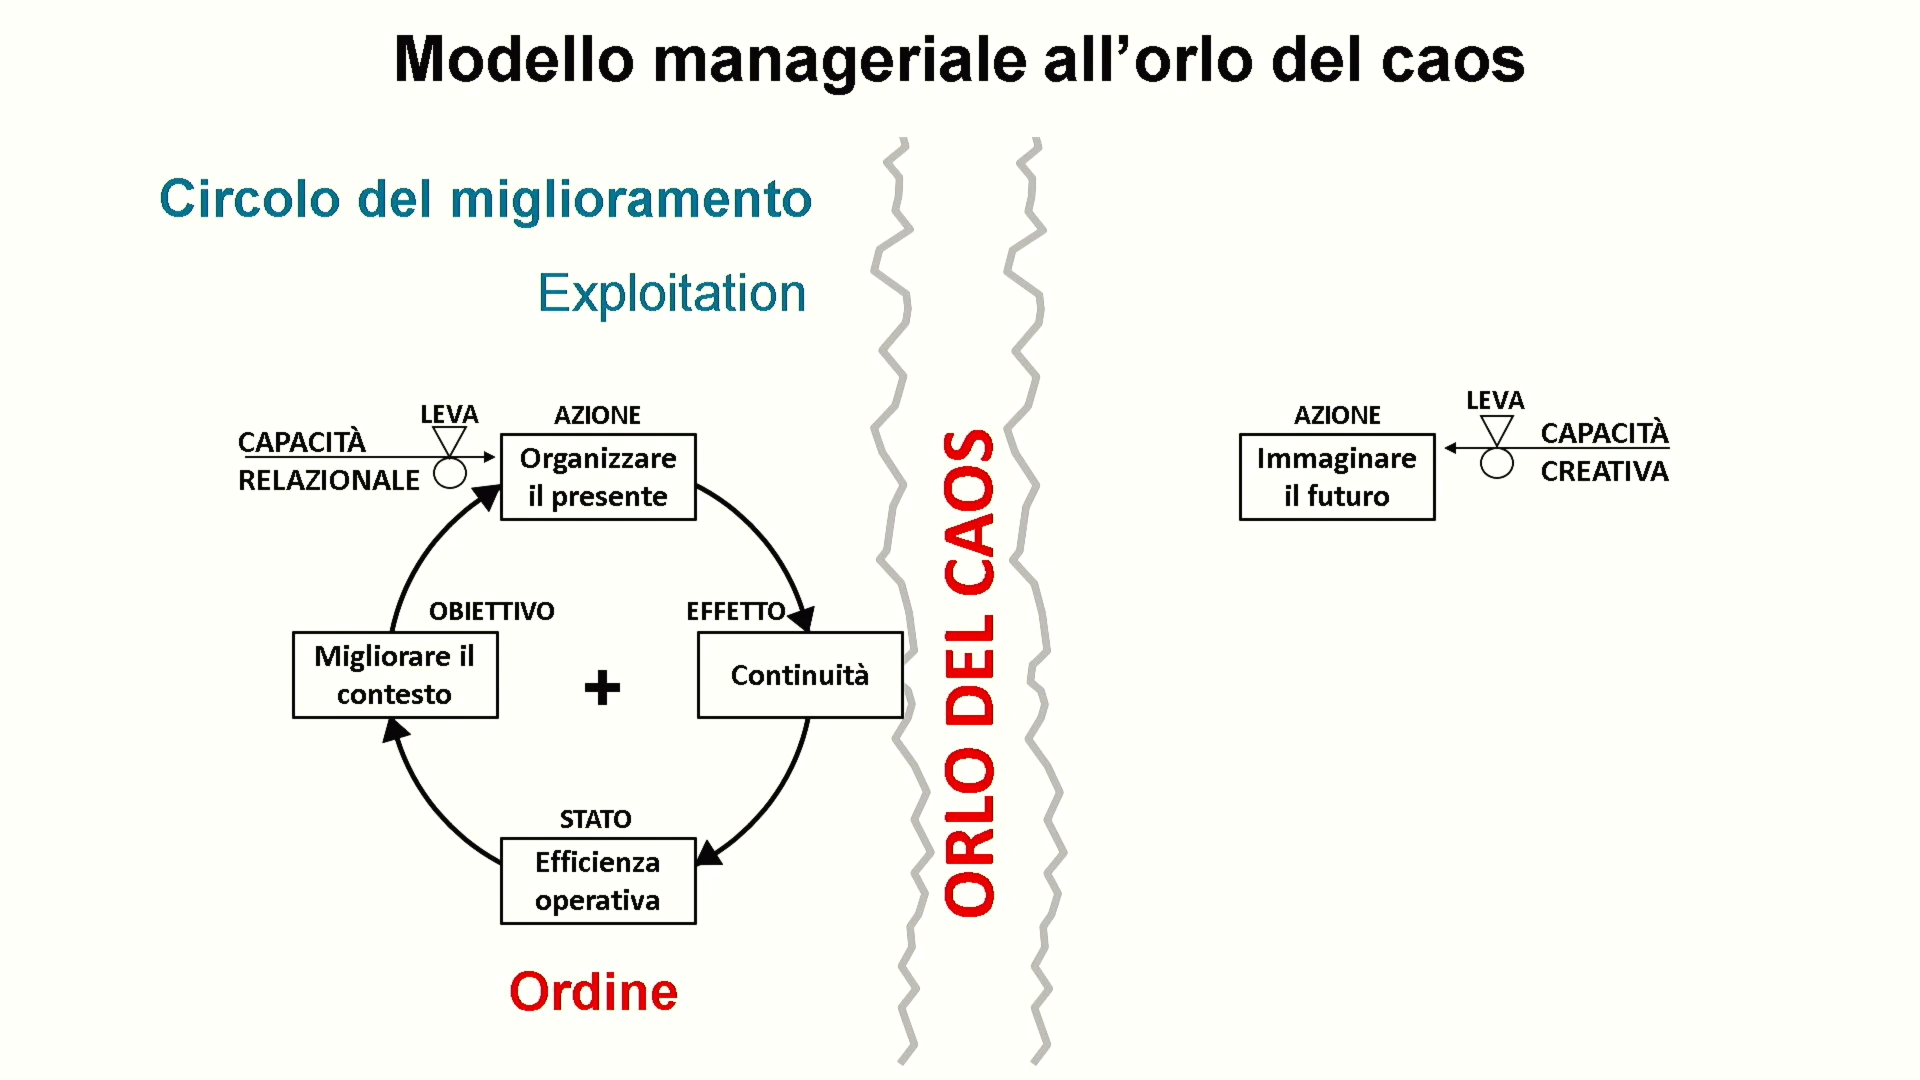 Modello manageriale all’orlo del caos
Circolo del miglioramento
Exploitation
LEVA
AZIONE
CAPACITÀ
RELAZIONALE
Organizzare
il presente
OBIETTIVO
EFFETTO
Migliorare il
contesto
+
Continuità
STATO
Efficienza
operativa
Ordine
ORLO DEL CAOS
AZIONE
LEVA
Immaginare
il futuro
CAPACITÀ
CREATIVA